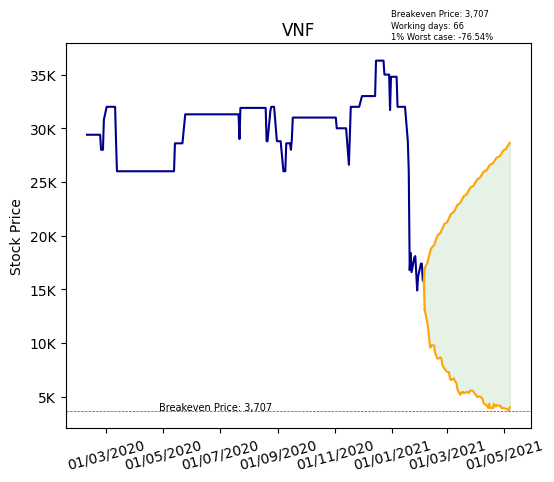 Breakeven Price: 3,707
Working days: 66
1% Worst case: -76.54%
VNF
Stock Price
35K
30K
25K
20K
15K
10K
5K
Breakeven Price: 3,707
01/03/2020
01/05/2020
01/07/2020
01/09/2020
01/11/2020
01/01/2021
01/03/2021
01/05/2021